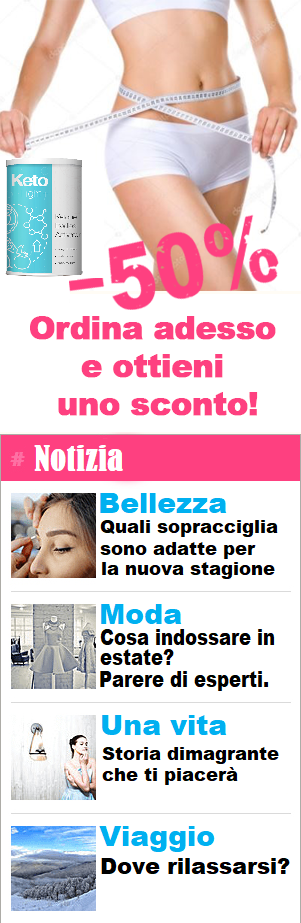 Keto
light
-50%
Ordina adesso
e ottieni
uno sconto!
# Notizia
Bellezza
Quali sopracciglia
sono adatte per
la nuova stagione
Moda
Cosa indossare in
estate?
Parere di esperti.
Una vita
Storia dimagrante
che ti piacerà
Viaggio
Dove rilassarsi?